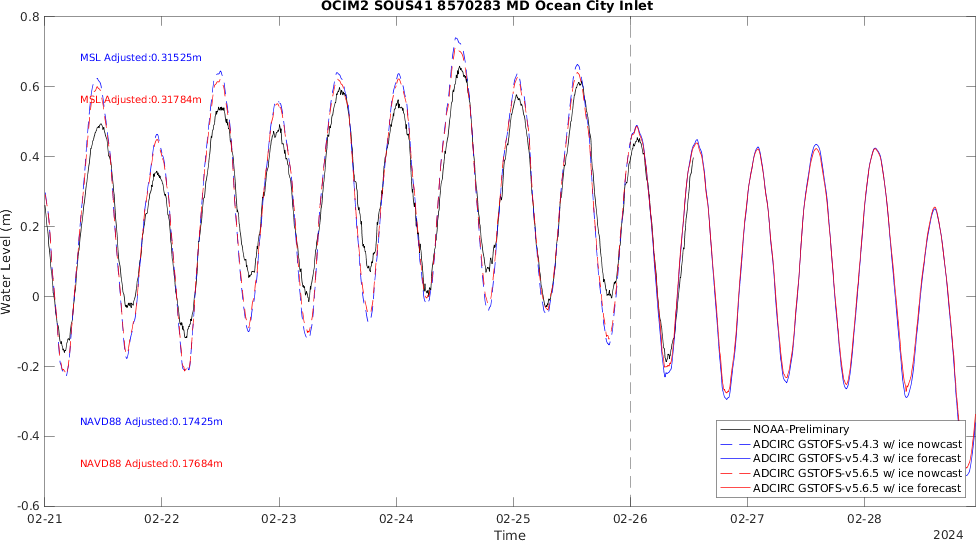 OCIM2 SOUS41 8570283 MD Ocean City Inlet
0.8
MSL Adjusted:0.31525m
0.6
MSL Adjusted:0.31784m
0.4
0.2
0
-0.2
-0.4
-0.6
Water Level (m)
NAVD88 Adjusted:0.17425m
NAVD88 Adjusted:0.17684m
NOAA-Preliminary
ADCIRC GSTOFS-v5.4.3 w/ ice nowcast
ADCIRC GSTOFS-v5.4.3 w/ ice forecast
ADCIRC GSTOFS-v5.6.5 w/ ice nowcast
ADCIRC GSTOFS-v5.6.5 w/ ice forecast
02-21 02-22 02-23 02-24 02-25 02-26 02-27 02-28
Time
2024